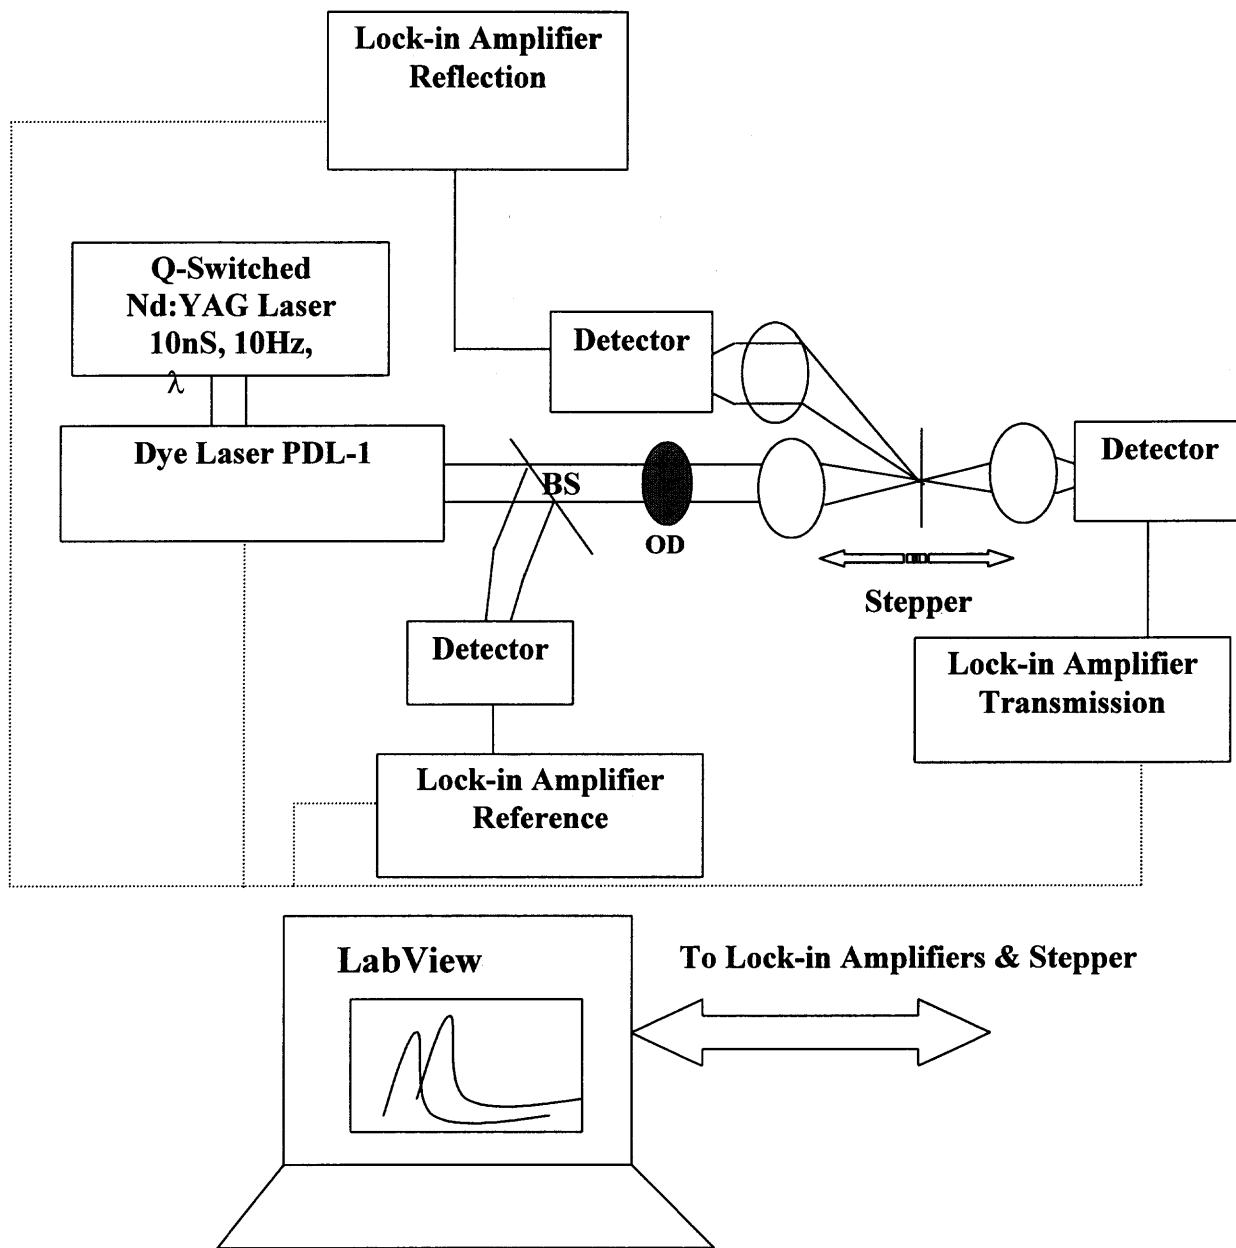 Lock-in Amplifier
Reflection
Q-Switched
Nd:YAG Laser
10nS, 10Hz,
λ
Detector
Dye Laser PDL-1
Detector
BS
OD
Stepper
Detector
Lock-in Amplifier
Transmission
Lock-in Amplifier
Reference
LabView
To Lock-in Amplifiers & Stepper